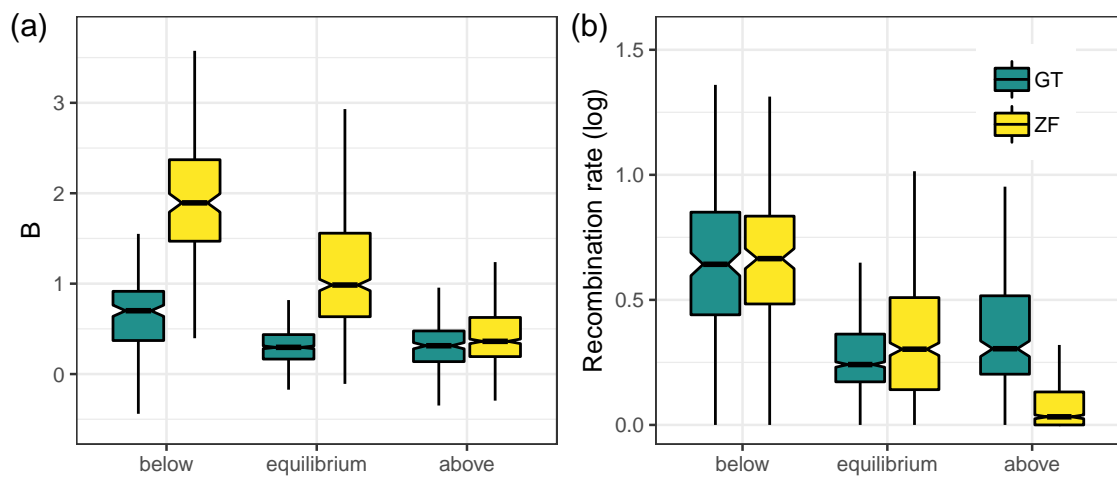 (a)
B
3
2
1
0
below equilibrium above
(b)
Recombination rate (log)
1.5
1.0
0.5
0.0
GT
ZF
below equilibrium above